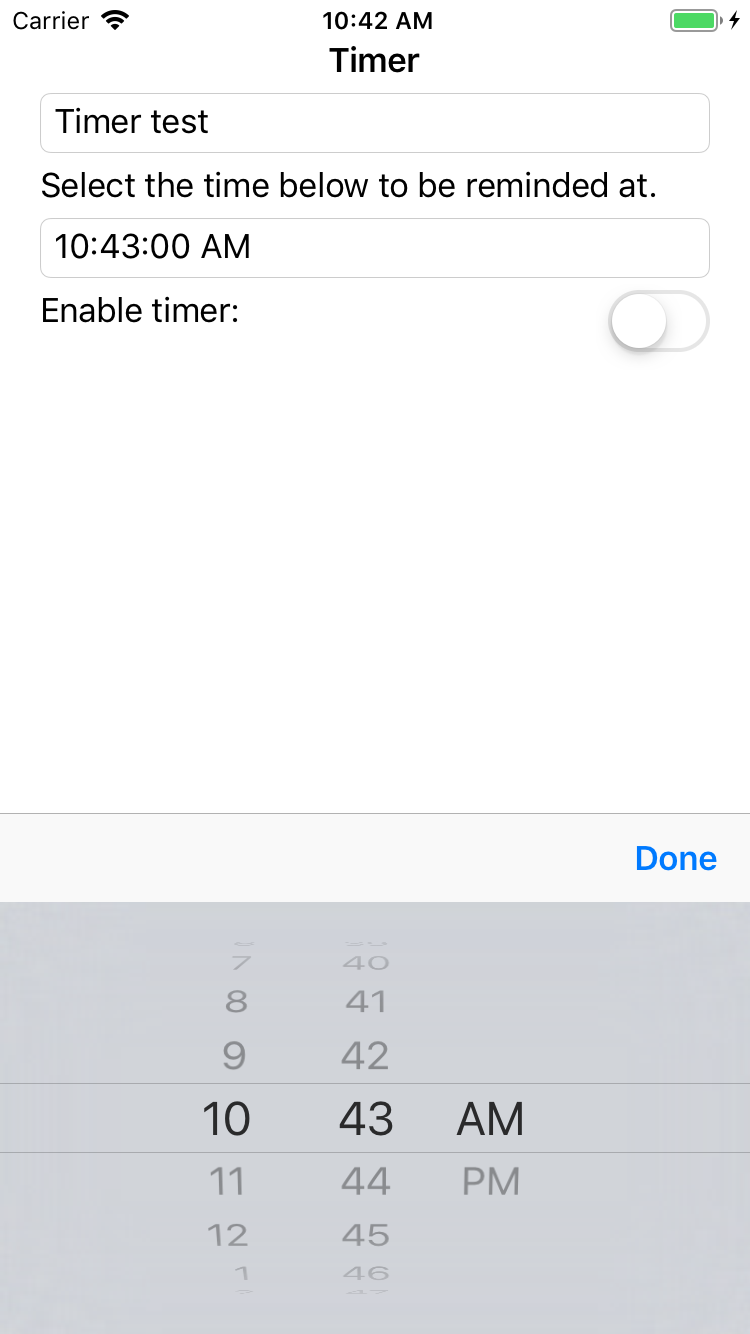 Carrier 10:42 AM
Timer
Timer test
Select the time below to be reminded at.
10:43:00 AM
Enable timer:
Done
7 40
8 41
9 42
10 43 AM
11 44 PM
12 45
1 46